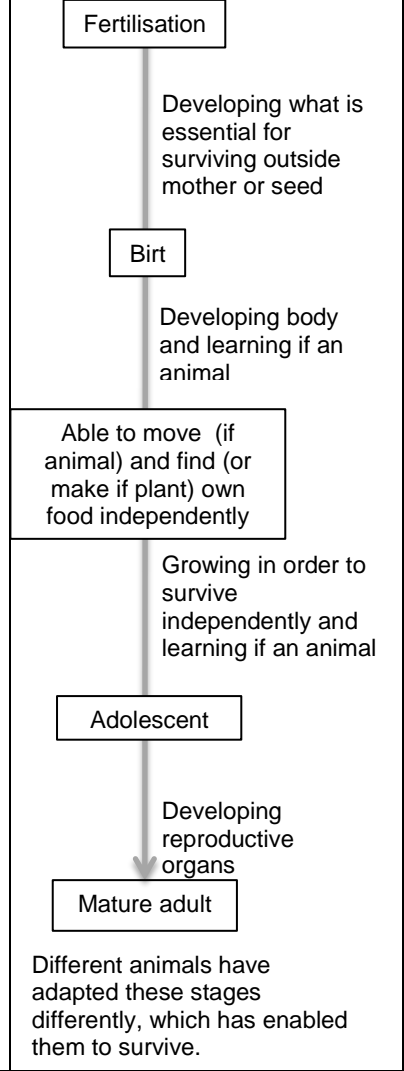 Fertilisation
Developing what is
essential for
surviving outside
mother or seed
Birt
Developing body
and learning if an
animal
Able to move (if
animal) and find (or
make if plant) own
food independently
Growing in order to
survive
independently and
learning if an animal
Adolescent
Developing
reproductive
organs
Mature adult
Different animals have
adapted these stages
differently, which has enabled
them to survive.